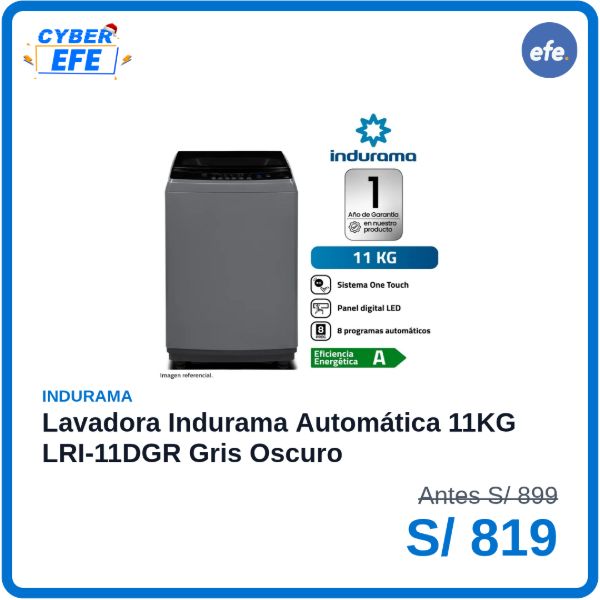 CYBER
EFE
efe.
indurama
1
Año de Garantía
en nuestro
producto
11 KG
Sistema One Touch
Panel digital LED
8
8 programas automáticos
Eficiencia
Energética
A
Imagen referencial.
INDURAMA
Lavadora Indurama Automática 11KG
LRI-11DGR Gris Oscuro
Antes S/ 899
S/ 819